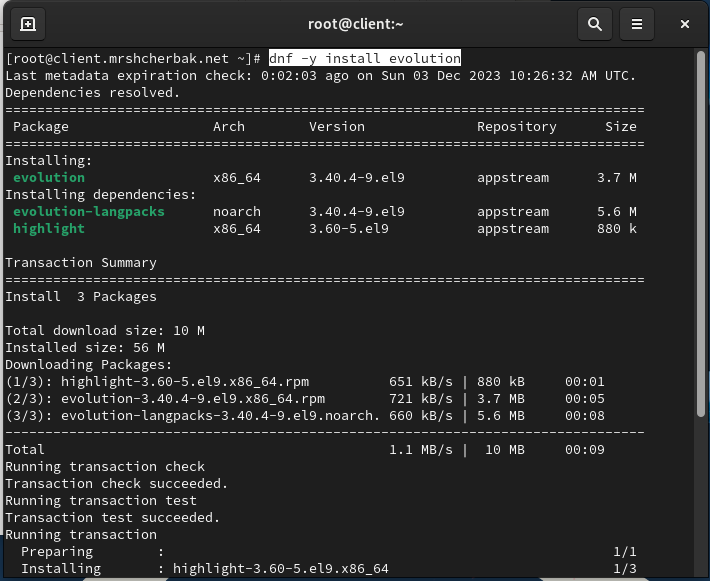 root@client:~
[root@client.mrshcherbak.net ~]# dnf -y install evolution
Last metadata expiration check: 0:02:03 ago on Sun 03 Dec 2023 10:26:32 AM UTC.
Dependencies resolved.
================================================================================
 Package                  Arch        Version              Repository      Size
================================================================================
Installing:
 evolution                x86_64      3.40.4-9.el9         appstream      3.7 M
Installing dependencies:
 evolution-langpacks      noarch      3.40.4-9.el9         appstream      5.6 M
 highlight                x86_64      3.60-5.el9           appstream      880 k
Transaction Summary
================================================================================
Install  3 Packages
Total download size: 10 M
Installed size: 56 M
Downloading Packages:
(1/3): highlight-3.60-5.el9.x86_64.rpm          651 kB/s | 880 kB     00:01
(2/3): evolution-3.40.4-9.el9.x86_64.rpm        721 kB/s | 3.7 MB     00:05
(3/3): evolution-langpacks-3.40.4-9.el9.noarch. 660 kB/s | 5.6 MB     00:08
--------------------------------------------------------------------------------
Total                                           1.1 MB/s |  10 MB     00:09
Running transaction check
Transaction check succeeded.
Running transaction test
Transaction test succeeded.
Running transaction
  Preparing        :                                                        1/1
  Installing       : highlight-3.60-5.el9.x86_64                            1/3